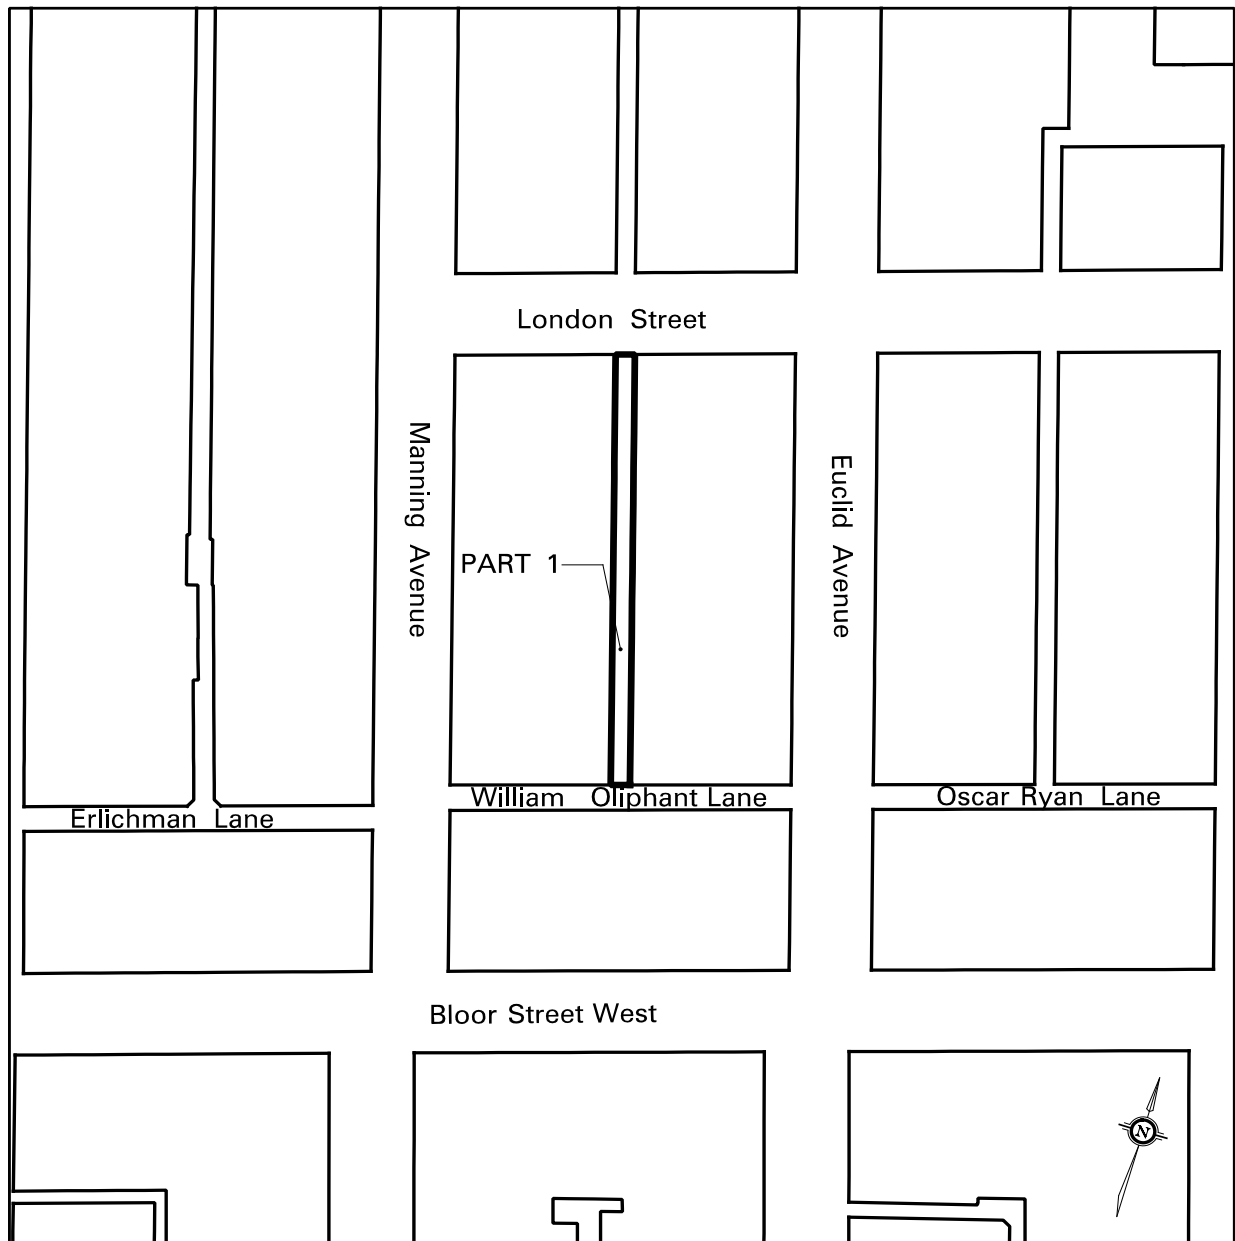 London Street
Manning Avenue
Euclid Avenue
PART 1
William Oliphant Lane
Oscar Ryan Lane
Erlichman Lane
Bloor Street West
N